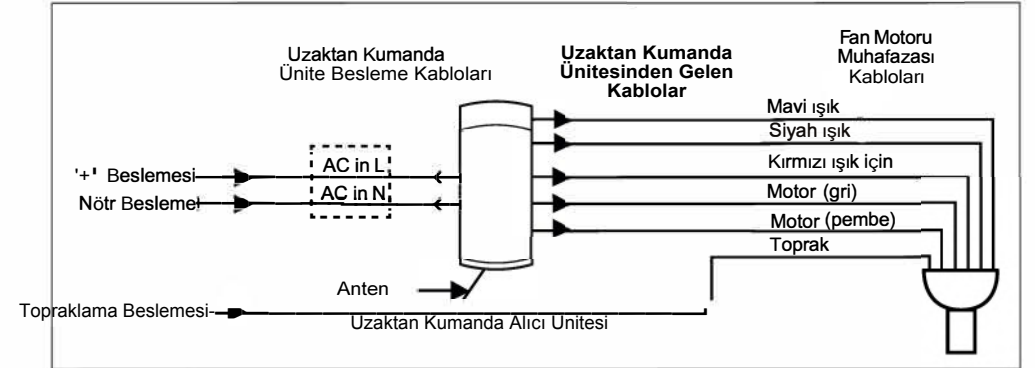 Uzaktan Kumanda
Ünite Besleme Kabloları
Uzaktan Kumanda
Ünitesinden Gelen
Kablolar
Fan Motoru
Muhafazası
Kabloları
Mavi ışık
Siyah ışık
Kırmızı ışık için
Motor (gri)
Motor (pembe)
Toprak
'+' Beslemesi
AC in L
Nötr Besleme
AC in N
Anten
Topraklama Beslemesi-
Uzaktan Kumanda Alıcı Unitesi